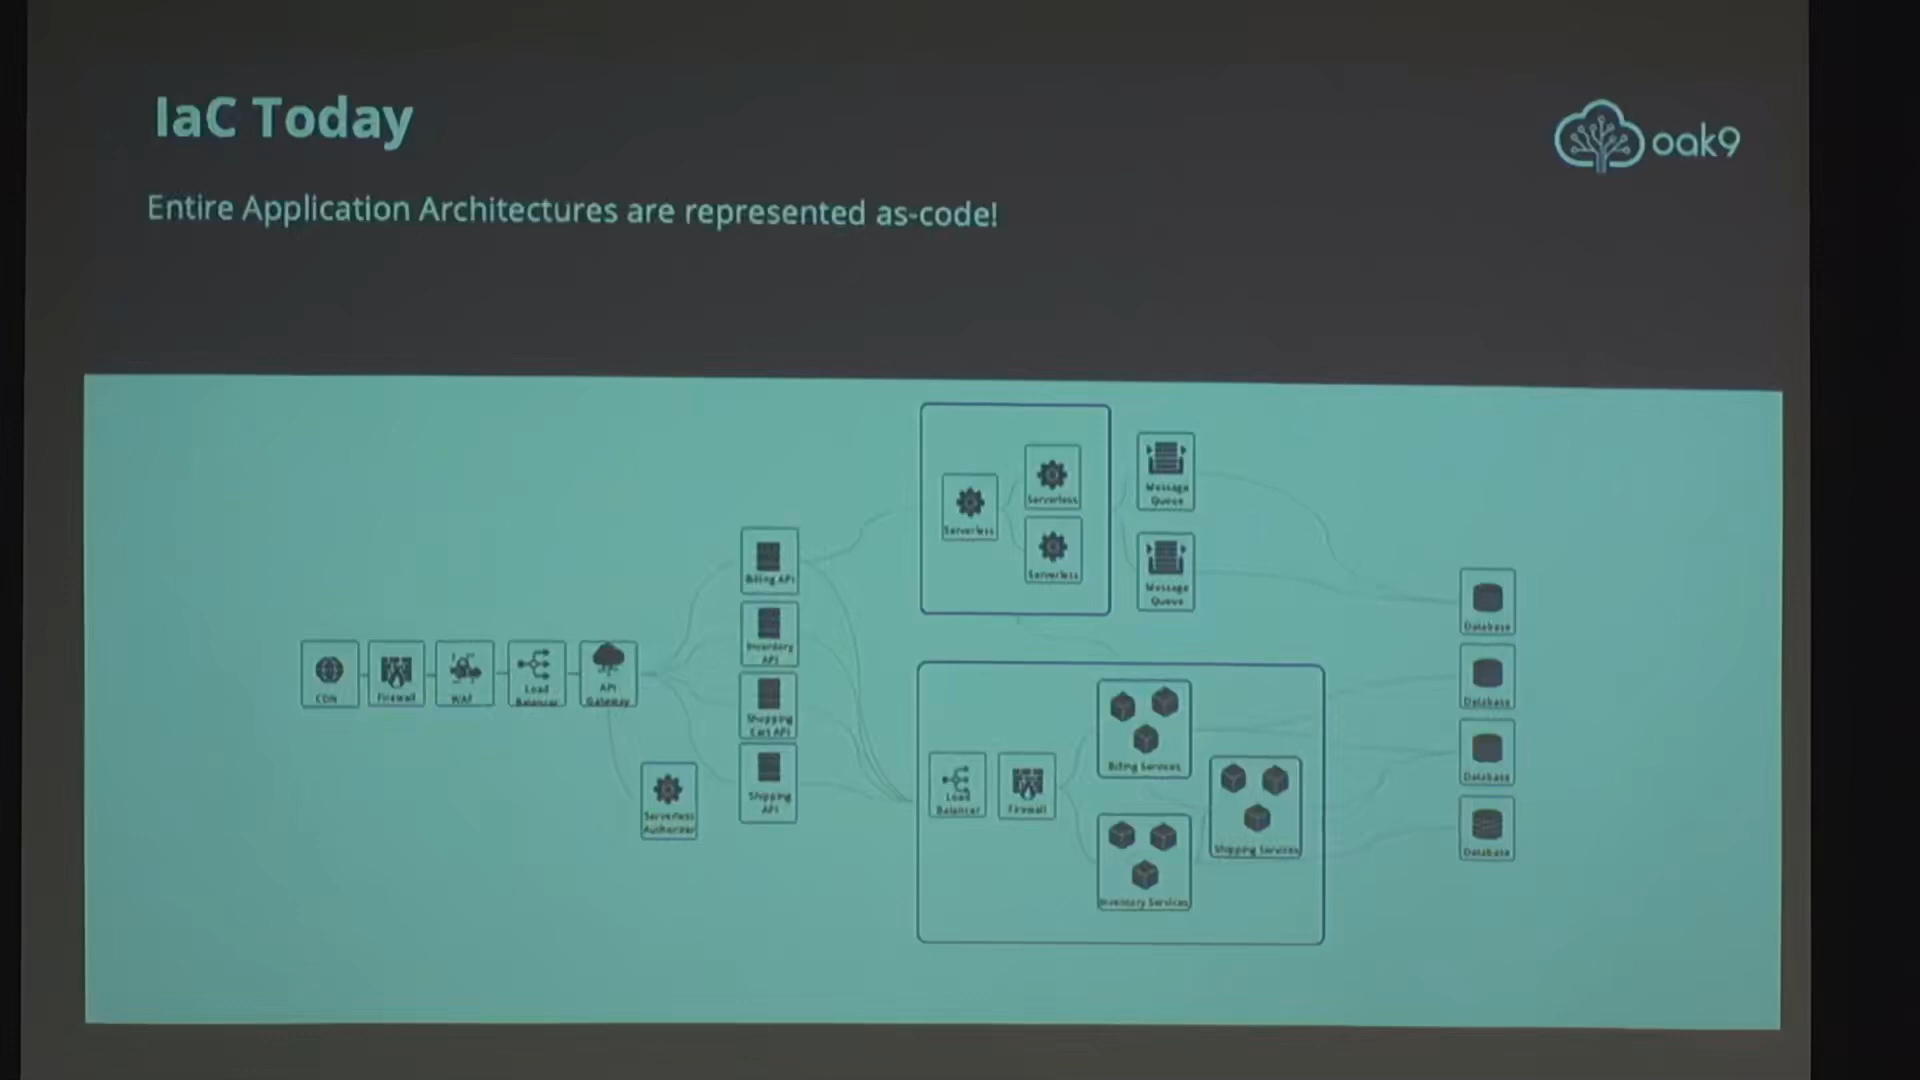 IaC Today
oak9
Entire Application Architectures are represented as-code!
Serverless
Serverless
Serverless
Message
Queue
Message
Queue
Billing API
Inventory
API
Shopping
Cart API
Shipping
API
CDN
Firewall
WAF
Load
Balancer
API
Gateway
Serverless
Authorizer
Load
Balancer
Firewall
Billing Services
Shipping Services
Inventory Services
Database
Database
Database
Database